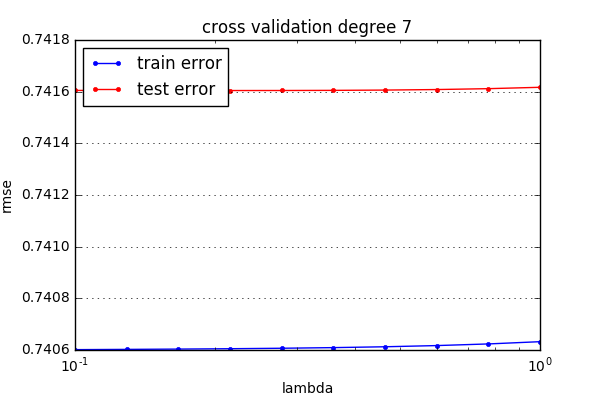 cross validation degree 7
0.7418
train error
test error
0.7416
0.7414
0.7412
rmse
0.7410
0.7408
0.7406
10^-1
10^0
lambda